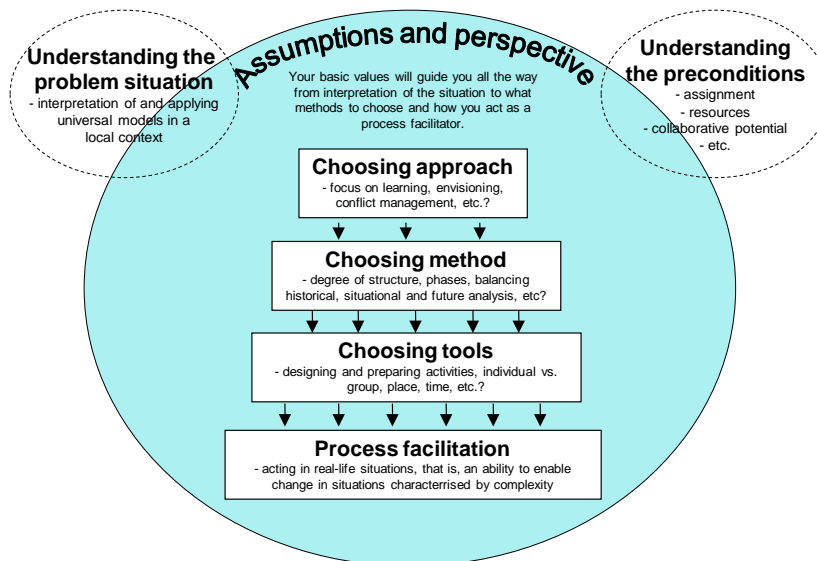 Assumptions and perspective
Understanding the
problem situation
- interpretation of and applying
universal models in a
local context
Your basic values will guide you all the way
from interpretation of the situation to what
methods to choose and how you act as a
process facilitator.
Understanding
the preconditions
- assignment
- resources
- collaborative potential
- etc.
Choosing approach
- focus on learning, envisioning,
conflict management, etc.?
Choosing method
- degree of structure, phases, balancing
historical, situational and future analysis, etc?
Choosing tools
- designing and preparing activities, individual vs.
group, place, time, etc.?
Process facilitation
- acting in real-life situations, that is, an ability to enable
change in situations characterrised by complexity